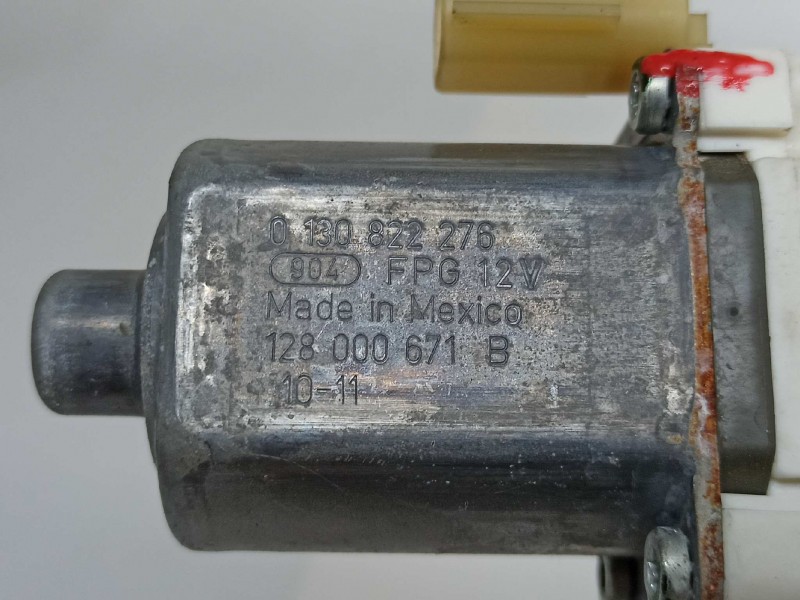 0 130 822 276
904 FPG 12V
Made in Mexico
128 000 671 B
10-11